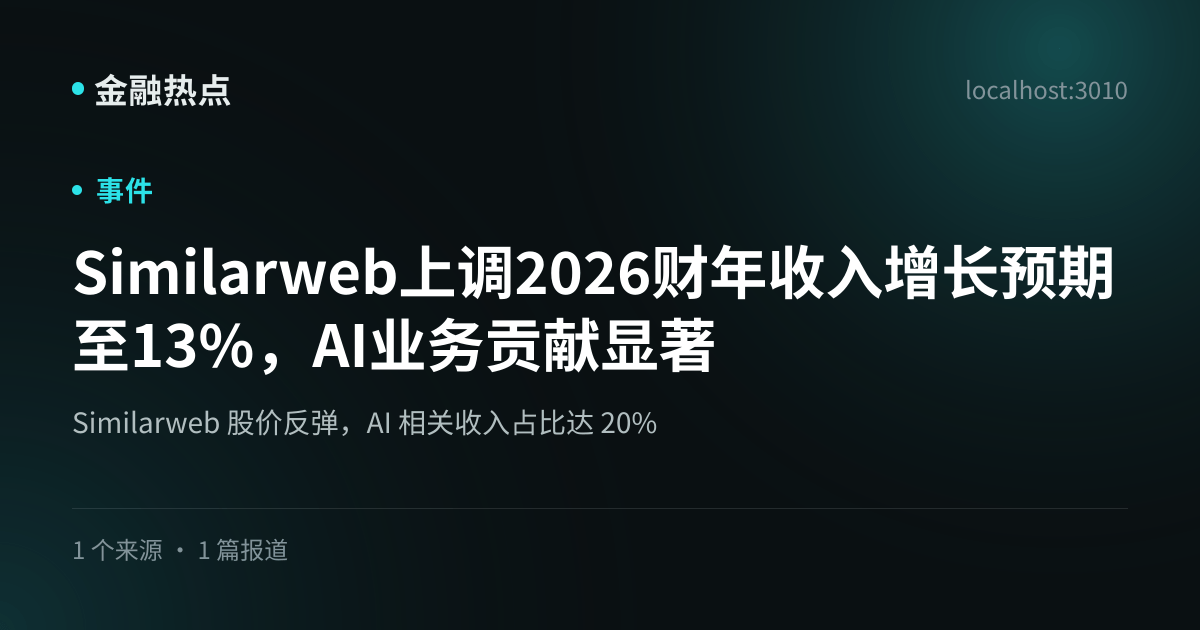 金融热点
localhost:3010
事件
Similarweb上调2026财年收入增长预期
至13%，AI业务贡献显著
Similarweb 股价反弹，AI 相关收入占比达 20%
1 个来源 · 1 篇报道